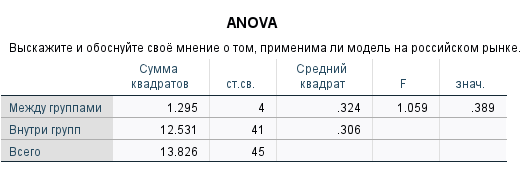 ANOVA
Выскажите и обоснуйте своё мнение о том, применима ли модель на российском рынке.
Сумма квадратов ст.св. Средний квадрат F знач.
Между группами 1.295 4 .324 1.059 .389
Внутри групп 12.531 41 .306
Всего 13.826 45